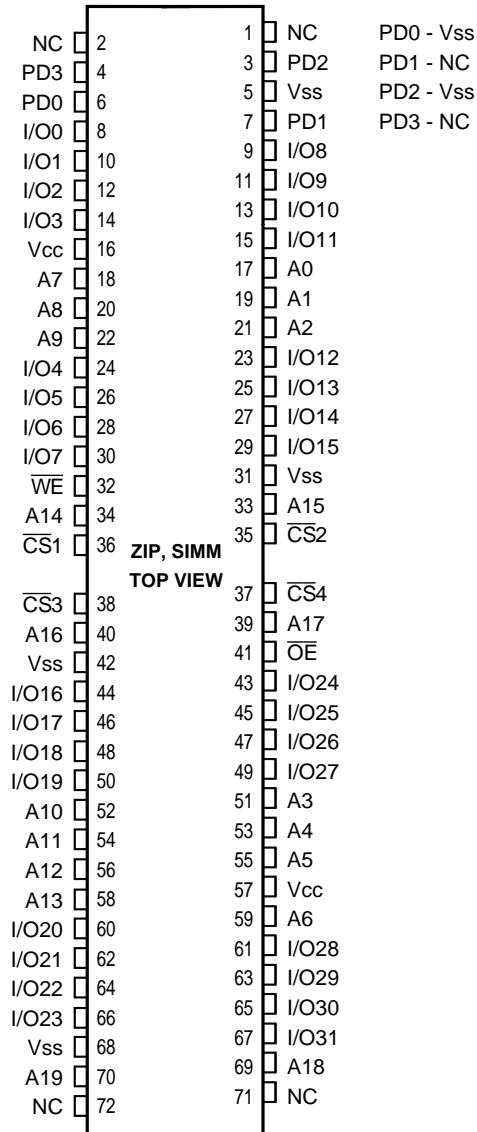 1 NC PD0 - Vss
NC 2
3 PD2 PD1 - NC
PD3 4
5 Vss PD2 - Vss
PD0 6
7 PD1 PD3 - NC
I/O0 8
9 I/O8
I/O1 10
11 I/O9
I/O2 12
13 I/O10
I/O3 14
15 I/O11
Vcc 16
17 A0
A7 18
19 A1
A8 20
21 A2
A9 22
23 I/O12
I/O4 24
25 I/O13
I/O5 26
27 I/O14
I/O6 28
29 I/O15
I/O7 30
31 Vss
W̅E̅ 32
33 A15
A14 34
35 C̅S̅2
C̅S̅1 36
ZIP, SIMM
TOP VIEW
37 C̅S̅4
C̅S̅3 38
39 A17
A16 40
41 O̅E̅
Vss 42
43 I/O24
I/O16 44
45 I/O25
I/O17 46
47 I/O26
I/O18 48
49 I/O27
I/O19 50
51 A3
A10 52
53 A4
A11 54
55 A5
A12 56
57 Vcc
A13 58
59 A6
I/O20 60
61 I/O28
I/O21 62
63 I/O29
I/O22 64
65 I/O30
I/O23 66
67 I/O31
Vss 68
69 A18
A19 70
71 NC
NC 72